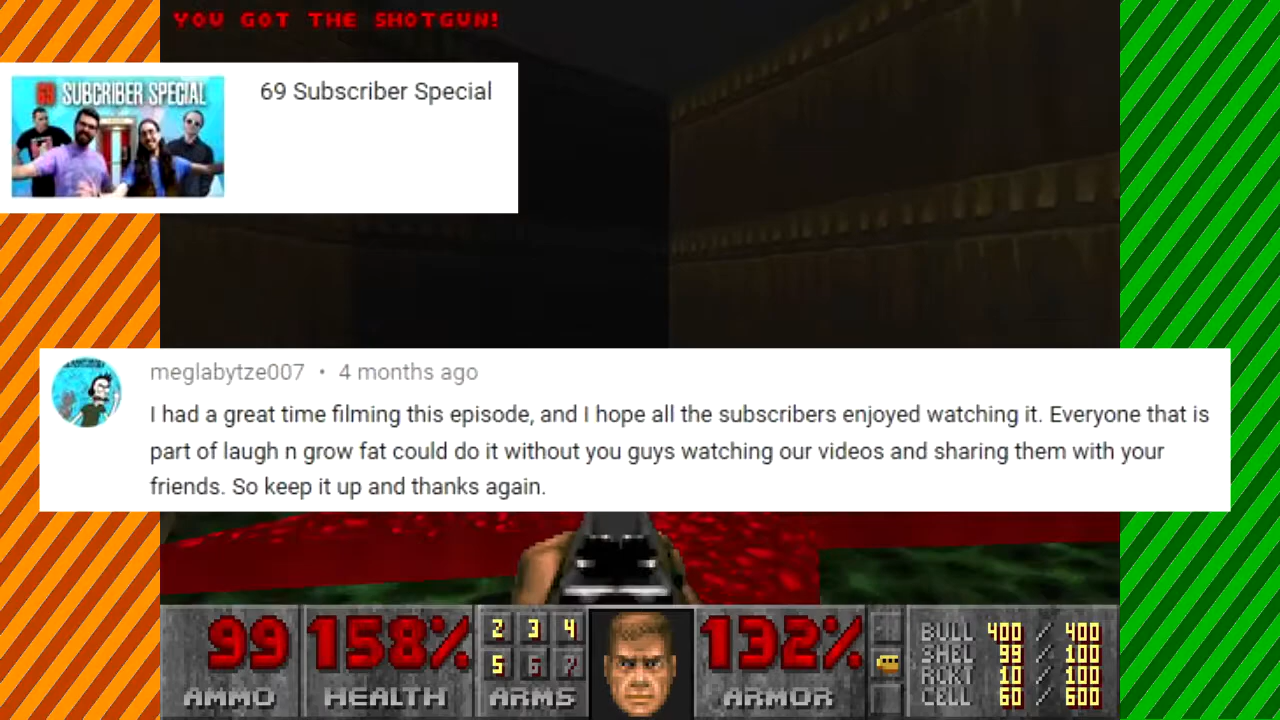 YOU GOT THE SHOTGUN!
69 SUBCRIBER SPECIAL
69 Subscriber Special
meglabytze007 • 4 months ago
I had a great time filming this episode, and I hope all the subscribers enjoyed watching it. Everyone that is
part of laugh n grow fat could do it without you guys watching our videos and sharing them with your
friends. So keep it up and thanks again.
99 158% 2 3 4 132% BULL 400 / 400
5 6 7 SHEL 99 / 100
RCKT 10 / 100
AMMO HEALTH ARMS ARMOR CELL 60 / 600